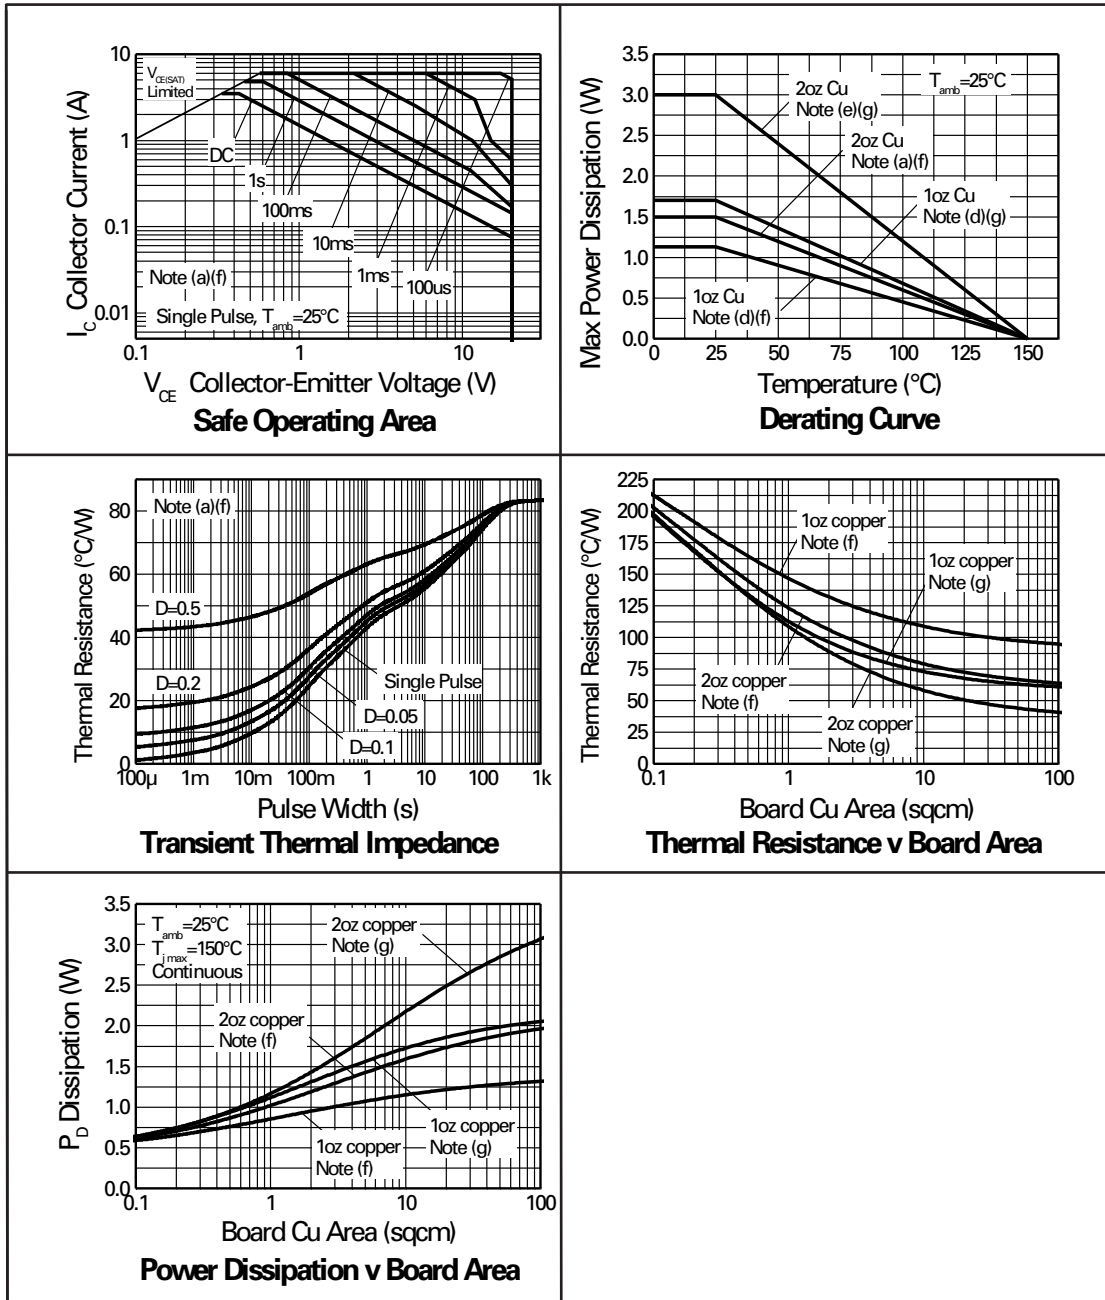 10
1
0.1
0.01
I_C Collector Current (A)
V_CE(SAT)
Limited
DC
1s
100ms
10ms
1ms
100us
Note (a)(f)
Single Pulse, T_amb=25°C
0.1 1 10
V_CE Collector-Emitter Voltage (V)
Safe Operating Area
3.5
3.0
2.5
2.0
1.5
1.0
0.5
0.0
Max Power Dissipation (W)
T_amb=25°C
2oz Cu
Note (e)(g)
2oz Cu
Note (a)(f)
1oz Cu
Note (d)(g)
1oz Cu
Note (d)(f)
0 25 50 75 100 125 150
Temperature (°C)
Derating Curve
80
60
40
20
0
Thermal Resistance (°C/W)
Note (a)(f)
D=0.5
D=0.2
Single Pulse
D=0.05
D=0.1
100µ 1m 10m 100m 1 10 100 1k
Pulse Width (s)
Transient Thermal Impedance
225
200
175
150
125
100
75
50
25
0
Thermal Resistance (°C/W)
1oz copper
Note (f)
1oz copper
Note (g)
2oz copper
Note (f)
2oz copper
Note (g)
0.1 1 10 100
Board Cu Area (sqcm)
Thermal Resistance v Board Area
3.5
3.0
2.5
2.0
1.5
1.0
0.5
0.0
P_D Dissipation (W)
T_amb=25°C
T_j max=150°C
Continuous
2oz copper
Note (g)
2oz copper
Note (f)
1oz copper
Note (g)
1oz copper
Note (f)
0.1 1 10 100
Board Cu Area (sqcm)
Power Dissipation v Board Area